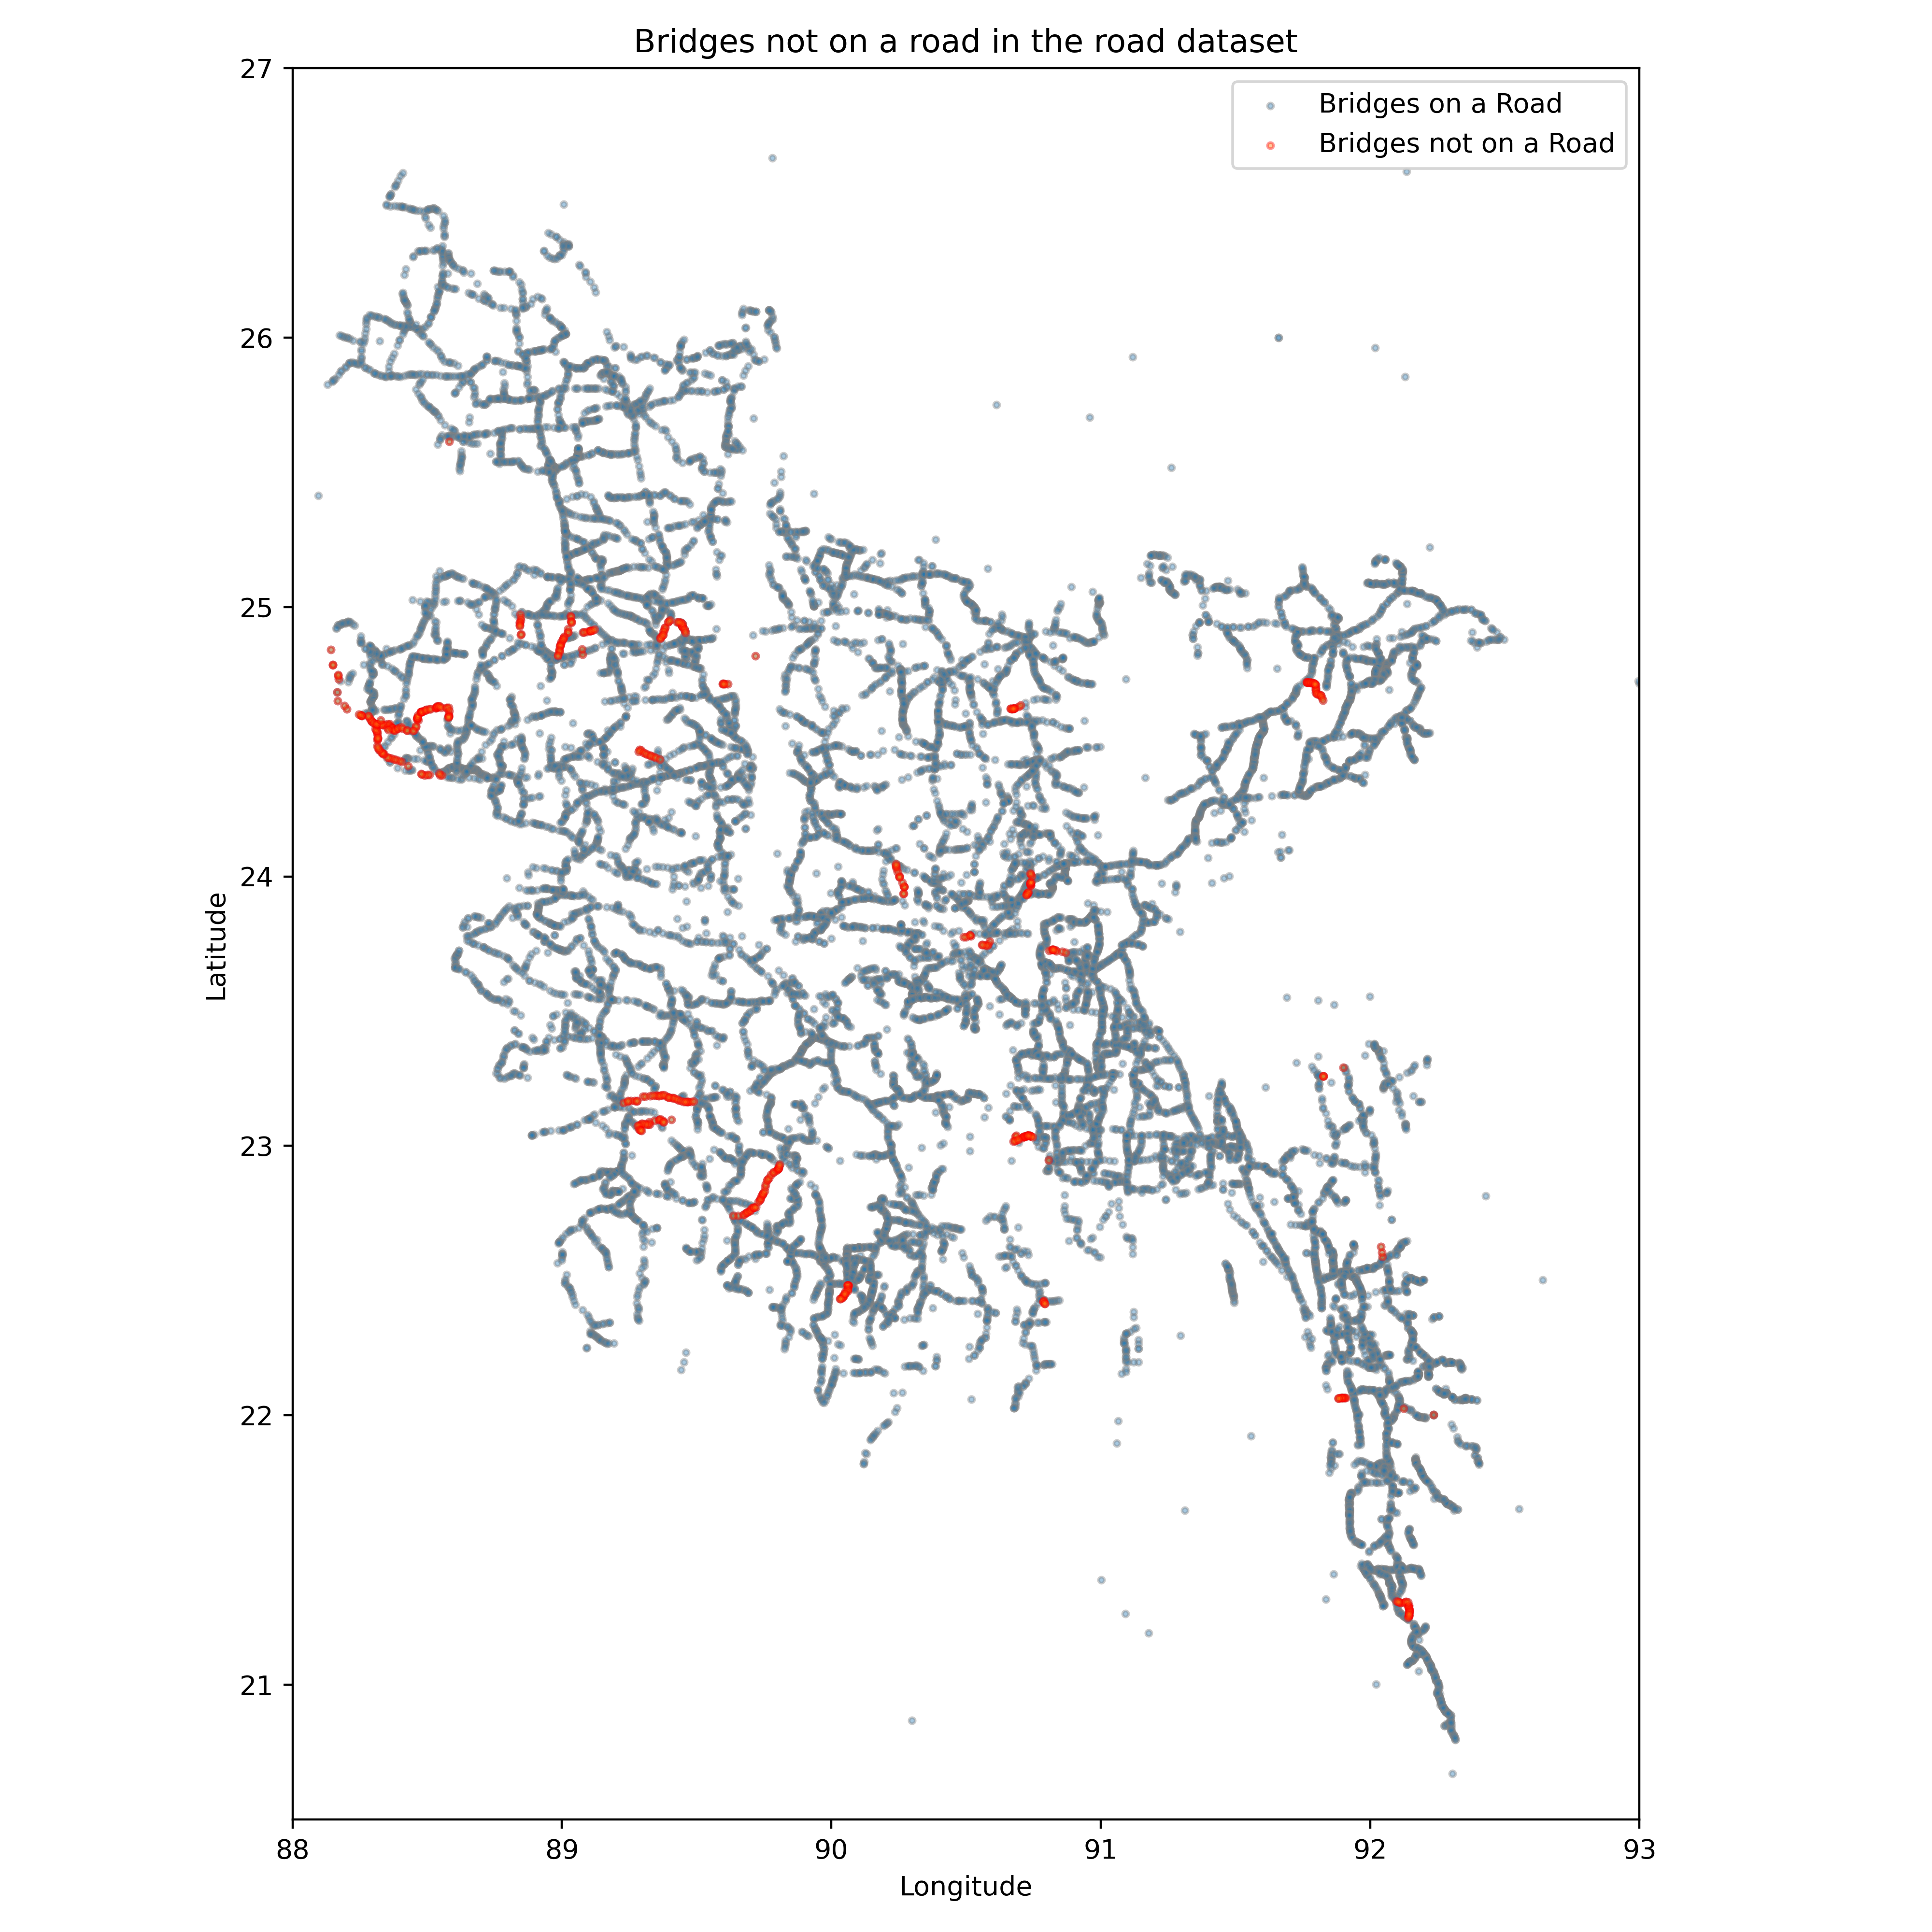 Bridges not on a road in the road dataset
Bridges on a Road
Bridges not on a Road
Latitude
27
26
25
24
23
22
21
88
89
90
91
92
93
Longitude